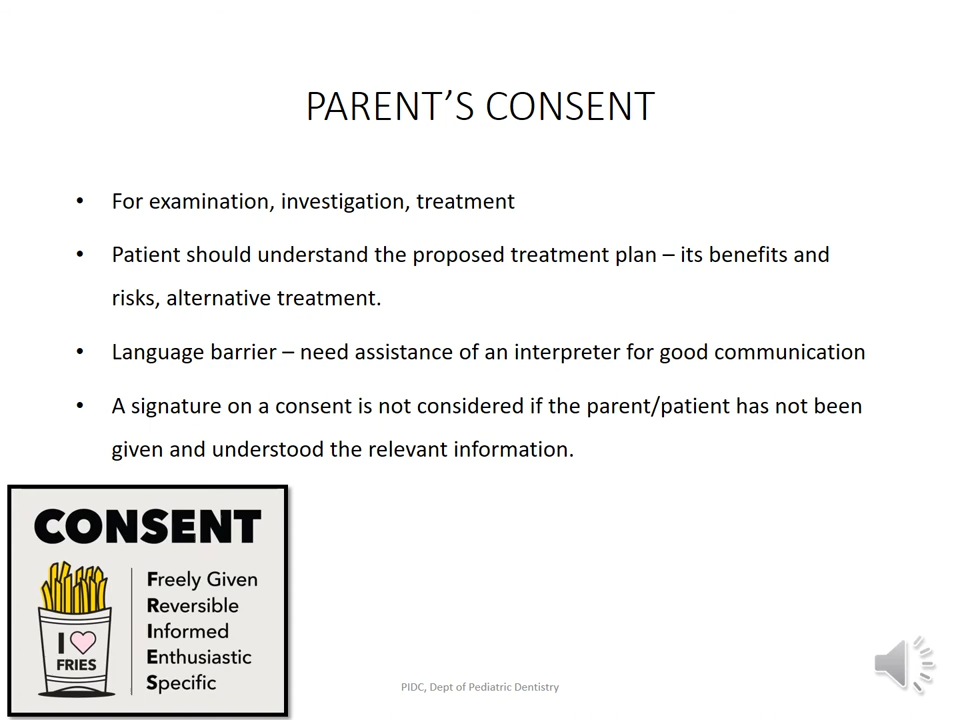 PARENT’S CONSENT
• For examination, investigation, treatment
• Patient should understand the proposed treatment plan – its benefits and
risks, alternative treatment.
• Language barrier – need assistance of an interpreter for good communication
• A signature on a consent is not considered if the parent/patient has not been
given and understood the relevant information.
CONSENT
I
FRIES
Freely Given
Reversible
Informed
Enthusiastic
Specific
PIDC, Dept of Pediatric Dentistry